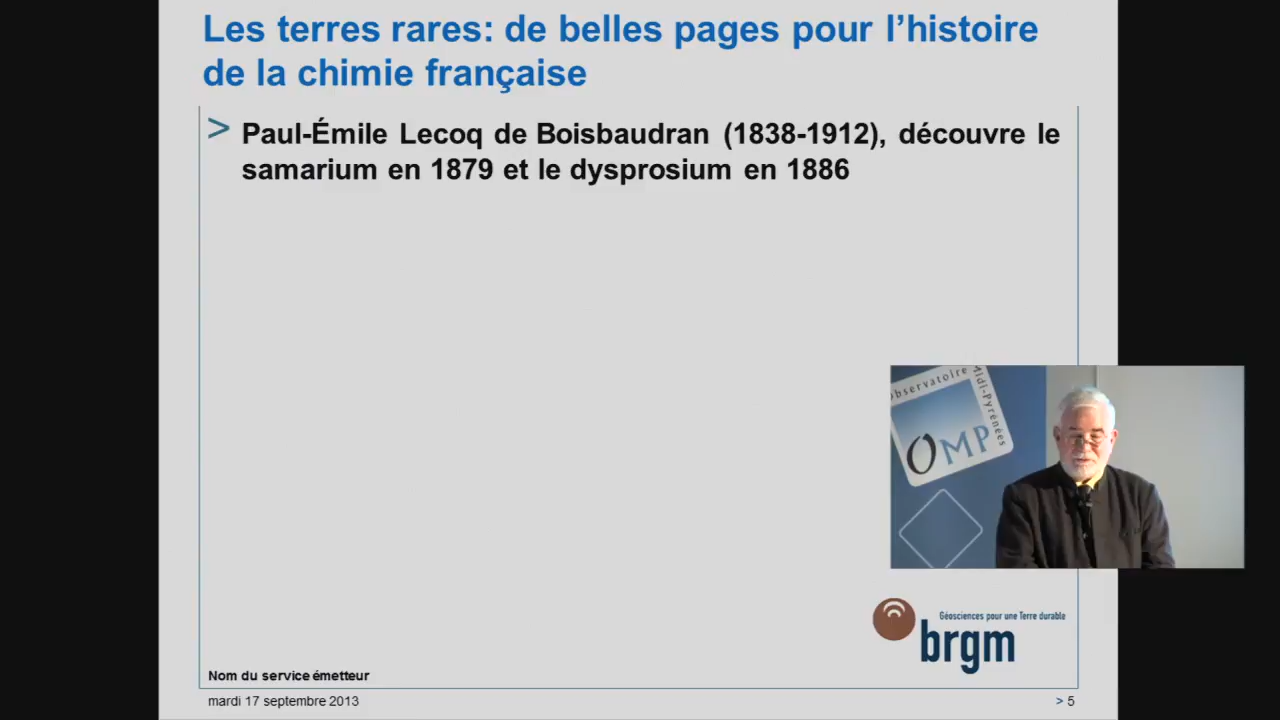 Les terres rares: de belles pages pour l’histoire
de la chimie française
> Paul-Émile Lecoq de Boisbaudran (1838-1912), découvre le
samarium en 1879 et le dysprosium en 1886
Observatoire
Midi-Pyrénées
OMP
Géosciences pour une Terre durable
brgm
Nom du service émetteur
mardi 17 septembre 2013
> 5